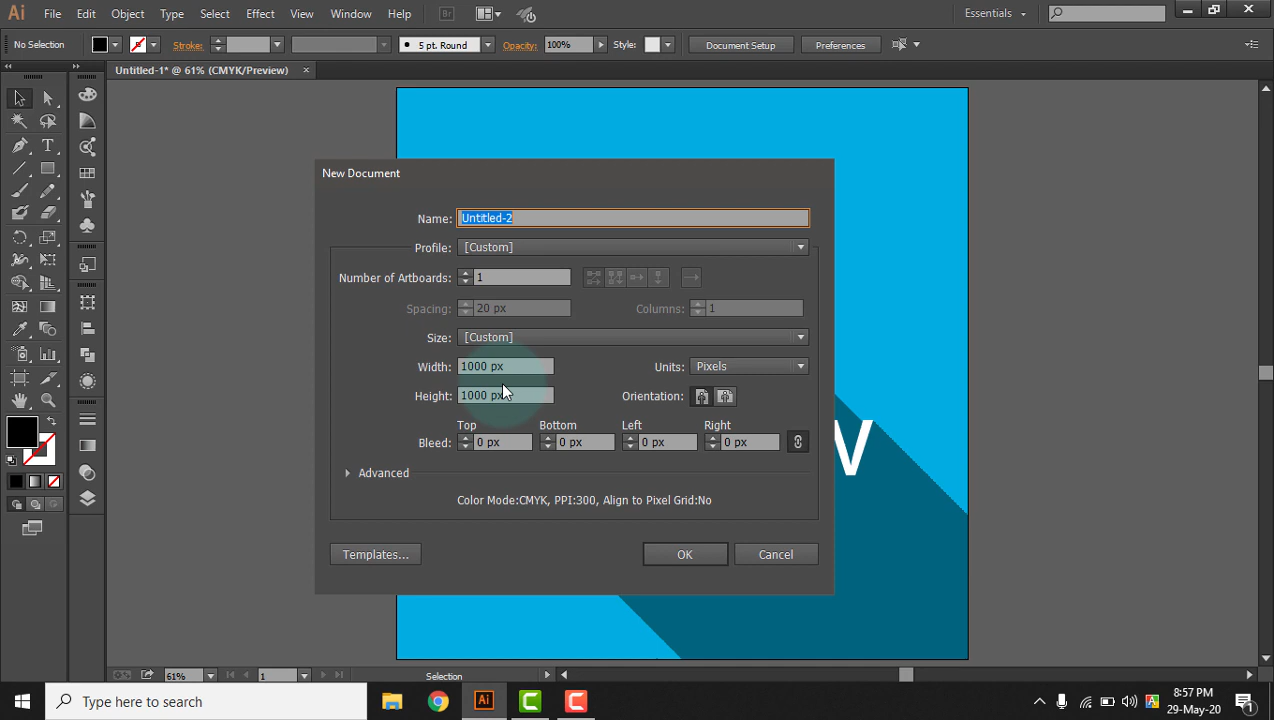 Ai File Edit Object Type Select Effect View Window Help Br Essentials
No Selection Stroke: 5 pt. Round Opacity: 100% Style: Document Setup Preferences
Untitled-1* @ 61% (CMYK/Preview) ×
New Document
Name: Untitled-2
Profile: [Custom]
Number of Artboards: 1
Spacing: 20 px Columns: 1
Size: [Custom]
Width: 1000 px Units: Pixels
Height: 1000 px Orientation:
Top Bottom Left Right
Bleed: 0 px 0 px 0 px 0 px
Advanced
Color Mode:CMYK, PPI:300, Align to Pixel Grid:No
Templates... OK Cancel
61% 1 Selection
Type here to search Ai C C A 8:57 PM
29-May-20 1